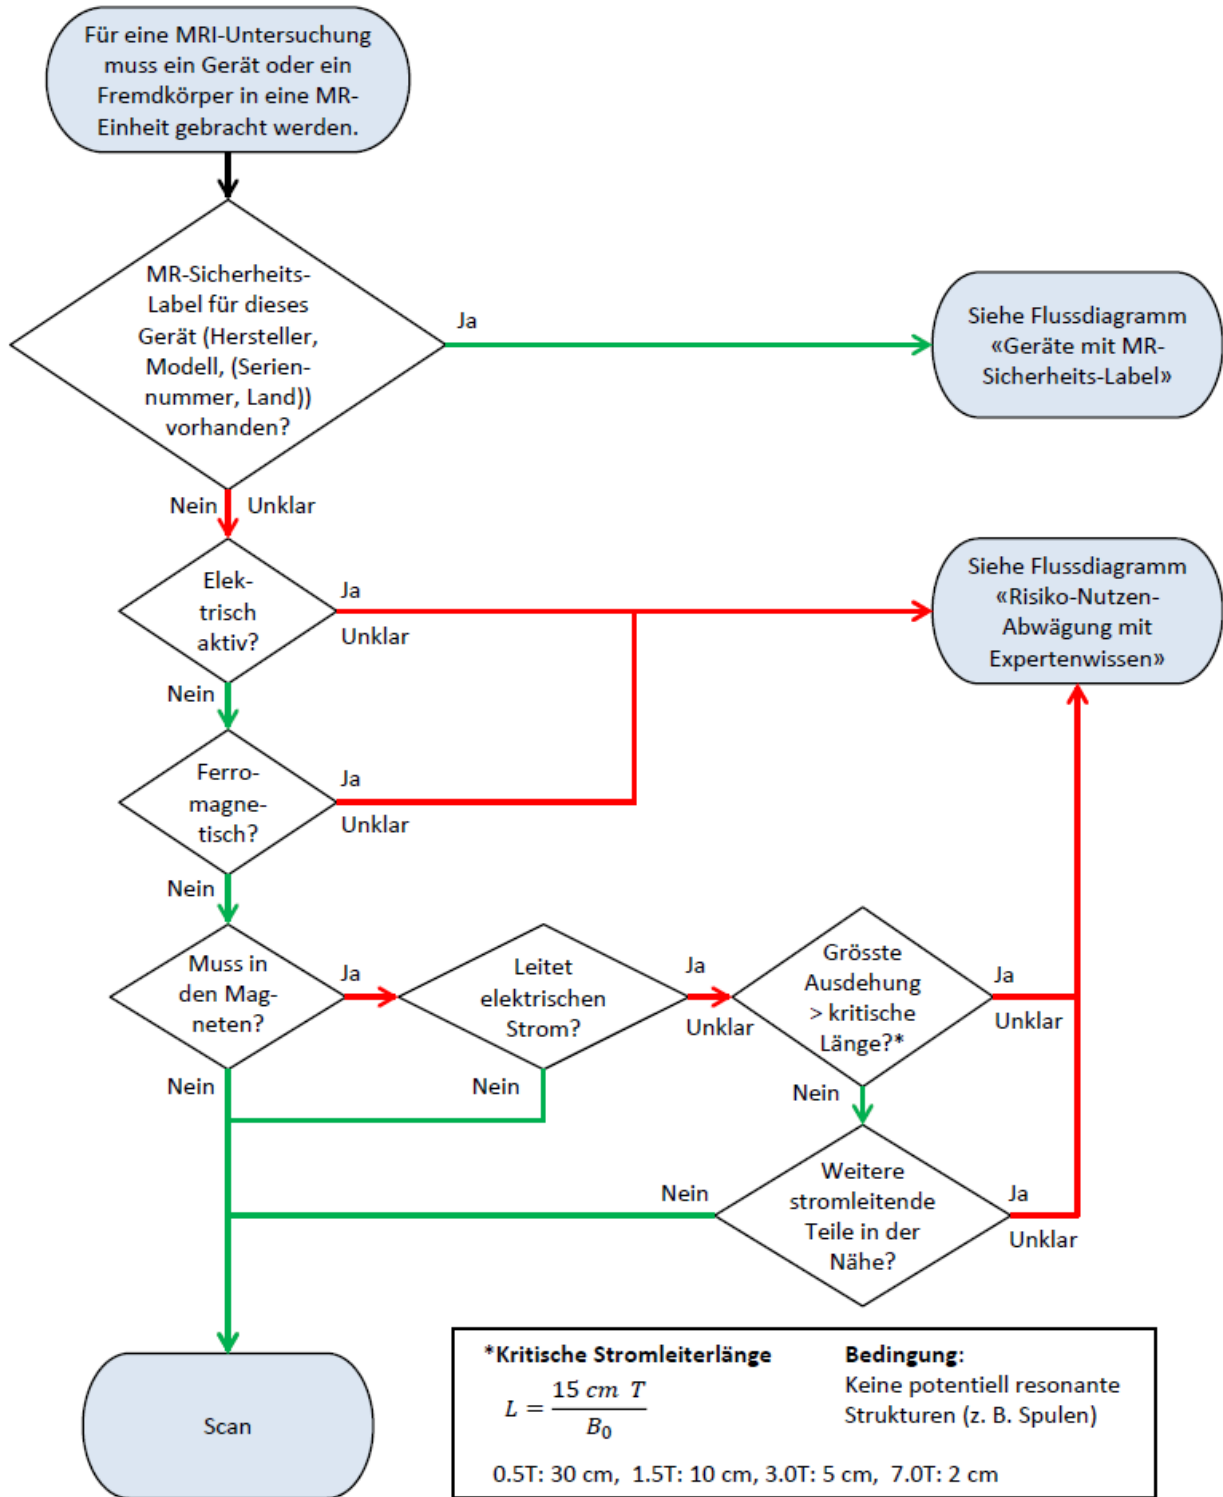 Für eine MRI-Untersuchung
muss ein Gerät oder ein
Fremdkörper in eine MR-
Einheit gebracht werden.
MR-Sicherheits-
Label für dieses
Gerät (Hersteller,
Modell, (Serien-
nummer, Land))
vorhanden?
Ja
Siehe Flussdiagramm
«Geräte mit MR-
Sicherheits-Label»
Nein Unklar
Elek-
trisch
aktiv?
Ja
Unklar
Siehe Flussdiagramm
«Risiko-Nutzen-
Abwägung mit
Expertenwissen»
Nein
Ferro-
magne-
tisch?
Ja
Unklar
Nein
Muss in
den Mag-
neten?
Ja
Leitet
elektrischen
Strom?
Ja
Unklar
Grösste
Ausdehung
> kritische
Länge?*
Ja
Unklar
Nein
Nein
Nein
Weitere
stromleitende
Teile in der
Nähe?
Nein
Ja
Unklar
Scan
*Kritische Stromleiterlänge
L = 15 cm T / B₀
Bedingung:
Keine potentiell resonante
Strukturen (z. B. Spulen)
0.5T: 30 cm, 1.5T: 10 cm, 3.0T: 5 cm, 7.0T: 2 cm